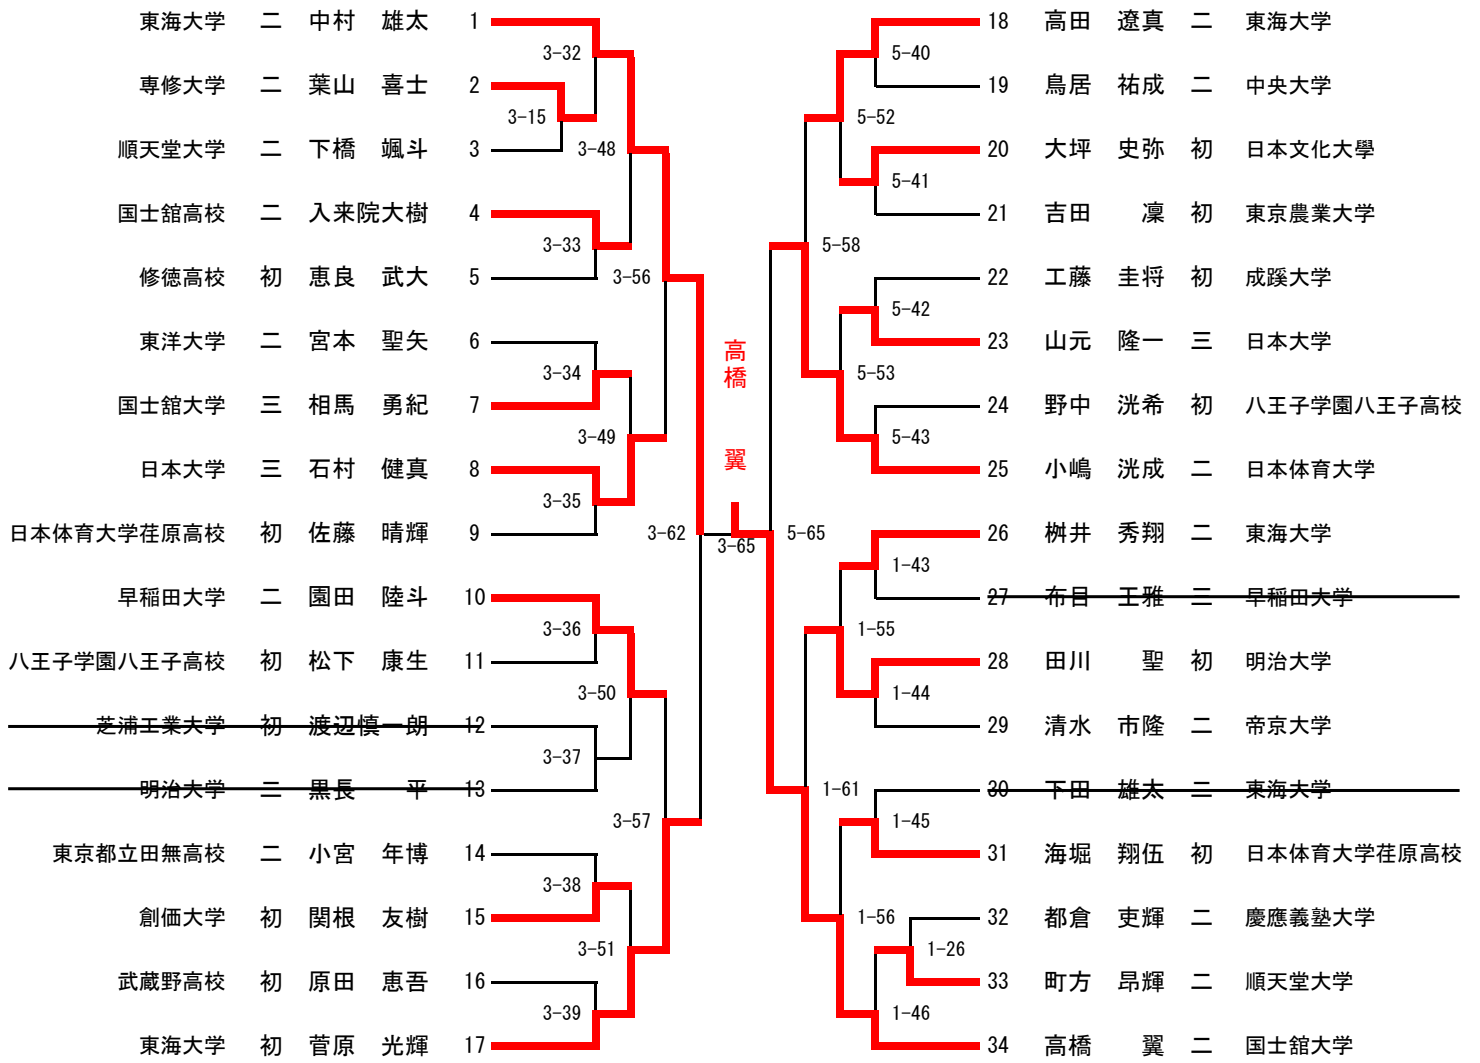 東海大学 二 中村 雄太 1
3-32
専修大学 二 葉山 喜士 2
3-15
順天堂大学 二 下橋 颯斗 3
3-48
国士舘高校 二 入来院大樹 4
3-33
修徳高校 初 恵良 武大 5
3-56
東洋大学 二 宮本 聖矢 6
3-34
国士舘大学 三 相馬 勇紀 7
3-49
日本大学 三 石村 健真 8
3-35
日本体育大学荏原高校 初 佐藤 晴輝 9
3-62
早稲田大学 二 園田 陸斗 10
3-36
八王子学園八王子高校 初 松下 康生 11
3-50
芝浦工業大学 初 渡辺慎一朗 12
3-37
明治大学 二 黒長 平 13
3-57
東京都立田無高校 二 小宮 年博 14
3-38
創価大学 初 関根 友樹 15
3-51
武蔵野高校 初 原田 恵吾 16
3-39
東海大学 初 菅原 光輝 17
高橋 翼
3-65
18 高田 遼真 二 東海大学
5-40
19 鳥居 祐成 二 中央大学
5-52
20 大坪 史弥 初 日本文化大學
5-41
21 吉田 凜 初 東京農業大学
5-58
22 工藤 圭将 初 成蹊大学
5-42
23 山元 隆一 三 日本大学
5-53
24 野中 洸希 初 八王子学園八王子高校
5-43
25 小嶋 洸成 二 日本体育大学
5-65
26 桝井 秀翔 二 東海大学
1-43
27 布目 王雅 二 早稲田大学
1-55
28 田川 聖 初 明治大学
1-44
29 清水 市隆 二 帝京大学
1-61
30 下田 雄太 二 東海大学
1-45
31 海堀 翔伍 初 日本体育大学荏原高校
1-56
32 都倉 吏輝 二 慶應義塾大学
1-26
33 町方 昂輝 二 順天堂大学
1-46
34 高橋 翼 二 国士舘大学